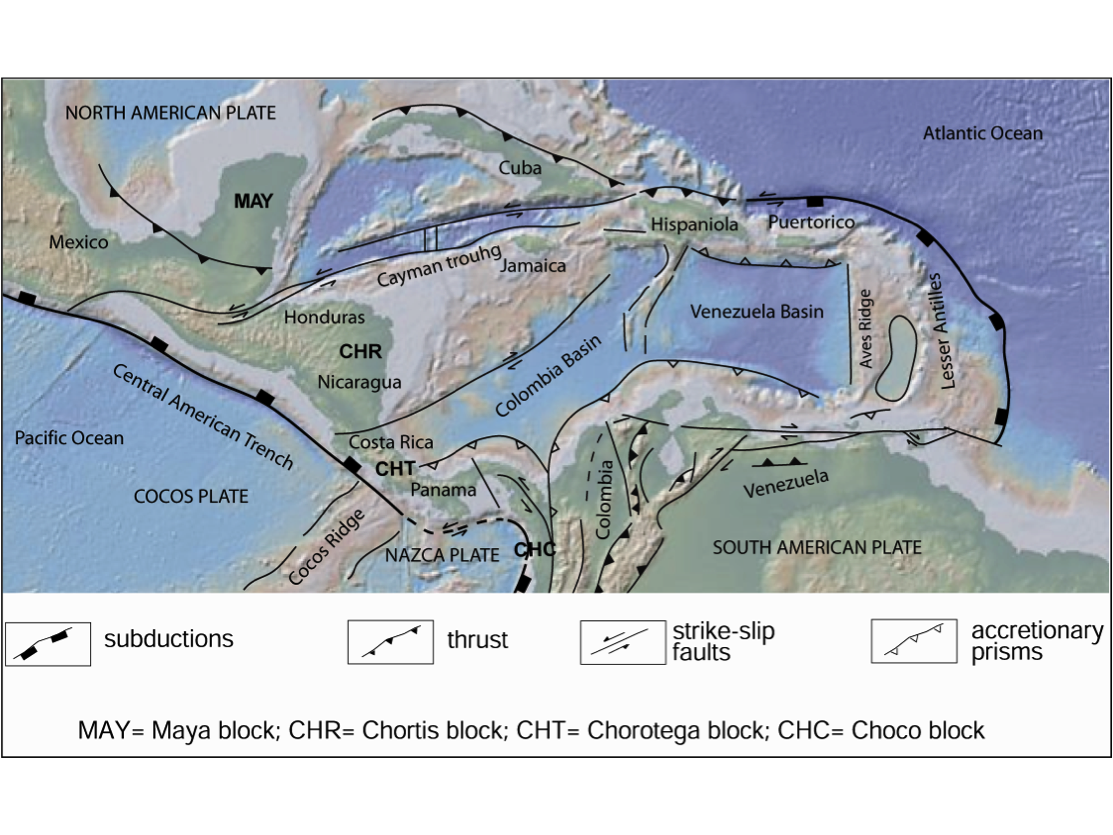 NORTH AMERICAN PLATE
Atlantic Ocean
Cuba
MAY
Hispaniola
Puertorico
Mexico
Cayman trouhg
Jamaica
Honduras
Venezuela Basin
Aves Ridge
Lesser Antilles
CHR
Nicaragua
Colombia Basin
Central American Trench
Pacific Ocean
Costa Rica
CHT
Panama
Colombia
Venezuela
COCOS PLATE
Cocos Ridge
NAZCA PLATE
CHC
SOUTH AMERICAN PLATE
subductions
thrust
strike-slip
faults
accretionary
prisms
MAY= Maya block; CHR= Chortis block; CHT= Chorotega block; CHC= Choco block